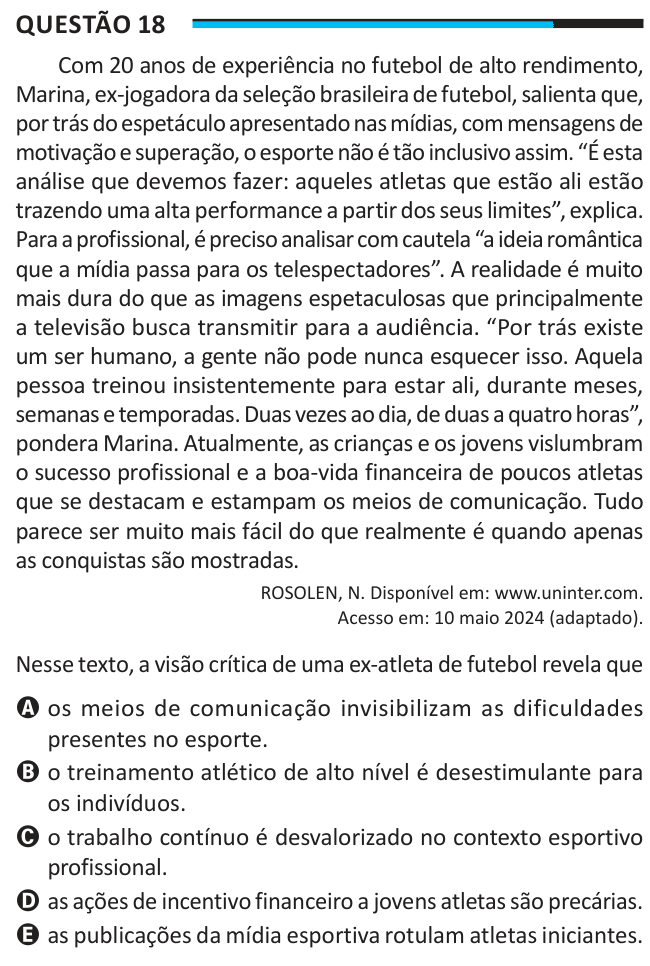 QUESTÃO 18
Com 20 anos de experiência no futebol de alto rendimento,
Marina, ex-jogadora da seleção brasileira de futebol, salienta que,
por trás do espetáculo apresentado nas mídias, com mensagens de
motivação e superação, o esporte não é tão inclusivo assim. “É esta
análise que devemos fazer: aqueles atletas que estão ali estão
trazendo uma alta performance a partir dos seus limites”, explica.
Para a profissional, é preciso analisar com cautela “a ideia romântica
que a mídia passa para os telespectadores”. A realidade é muito
mais dura do que as imagens espetaculosas que principalmente
a televisão busca transmitir para a audiência. “Por trás existe
um ser humano, a gente não pode nunca esquecer isso. Aquela
pessoa treinou insistentemente para estar ali, durante meses,
semanas e temporadas. Duas vezes ao dia, de duas a quatro horas”,
pondera Marina. Atualmente, as crianças e os jovens vislumbram
o sucesso profissional e a boa-vida financeira de poucos atletas
que se destacam e estampam os meios de comunicação. Tudo
parece ser muito mais fácil do que realmente é quando apenas
as conquistas são mostradas.
ROSOLEN, N. Disponível em: www.uninter.com.
Acesso em: 10 maio 2024 (adaptado).
Nesse texto, a visão crítica de uma ex-atleta de futebol revela que
A os meios de comunicação invisibilizam as dificuldades
presentes no esporte.
B o treinamento atlético de alto nível é desestimulante para
os indivíduos.
C o trabalho contínuo é desvalorizado no contexto esportivo
profissional.
D as ações de incentivo financeiro a jovens atletas são precárias.
E as publicações da mídia esportiva rotulam atletas iniciantes.